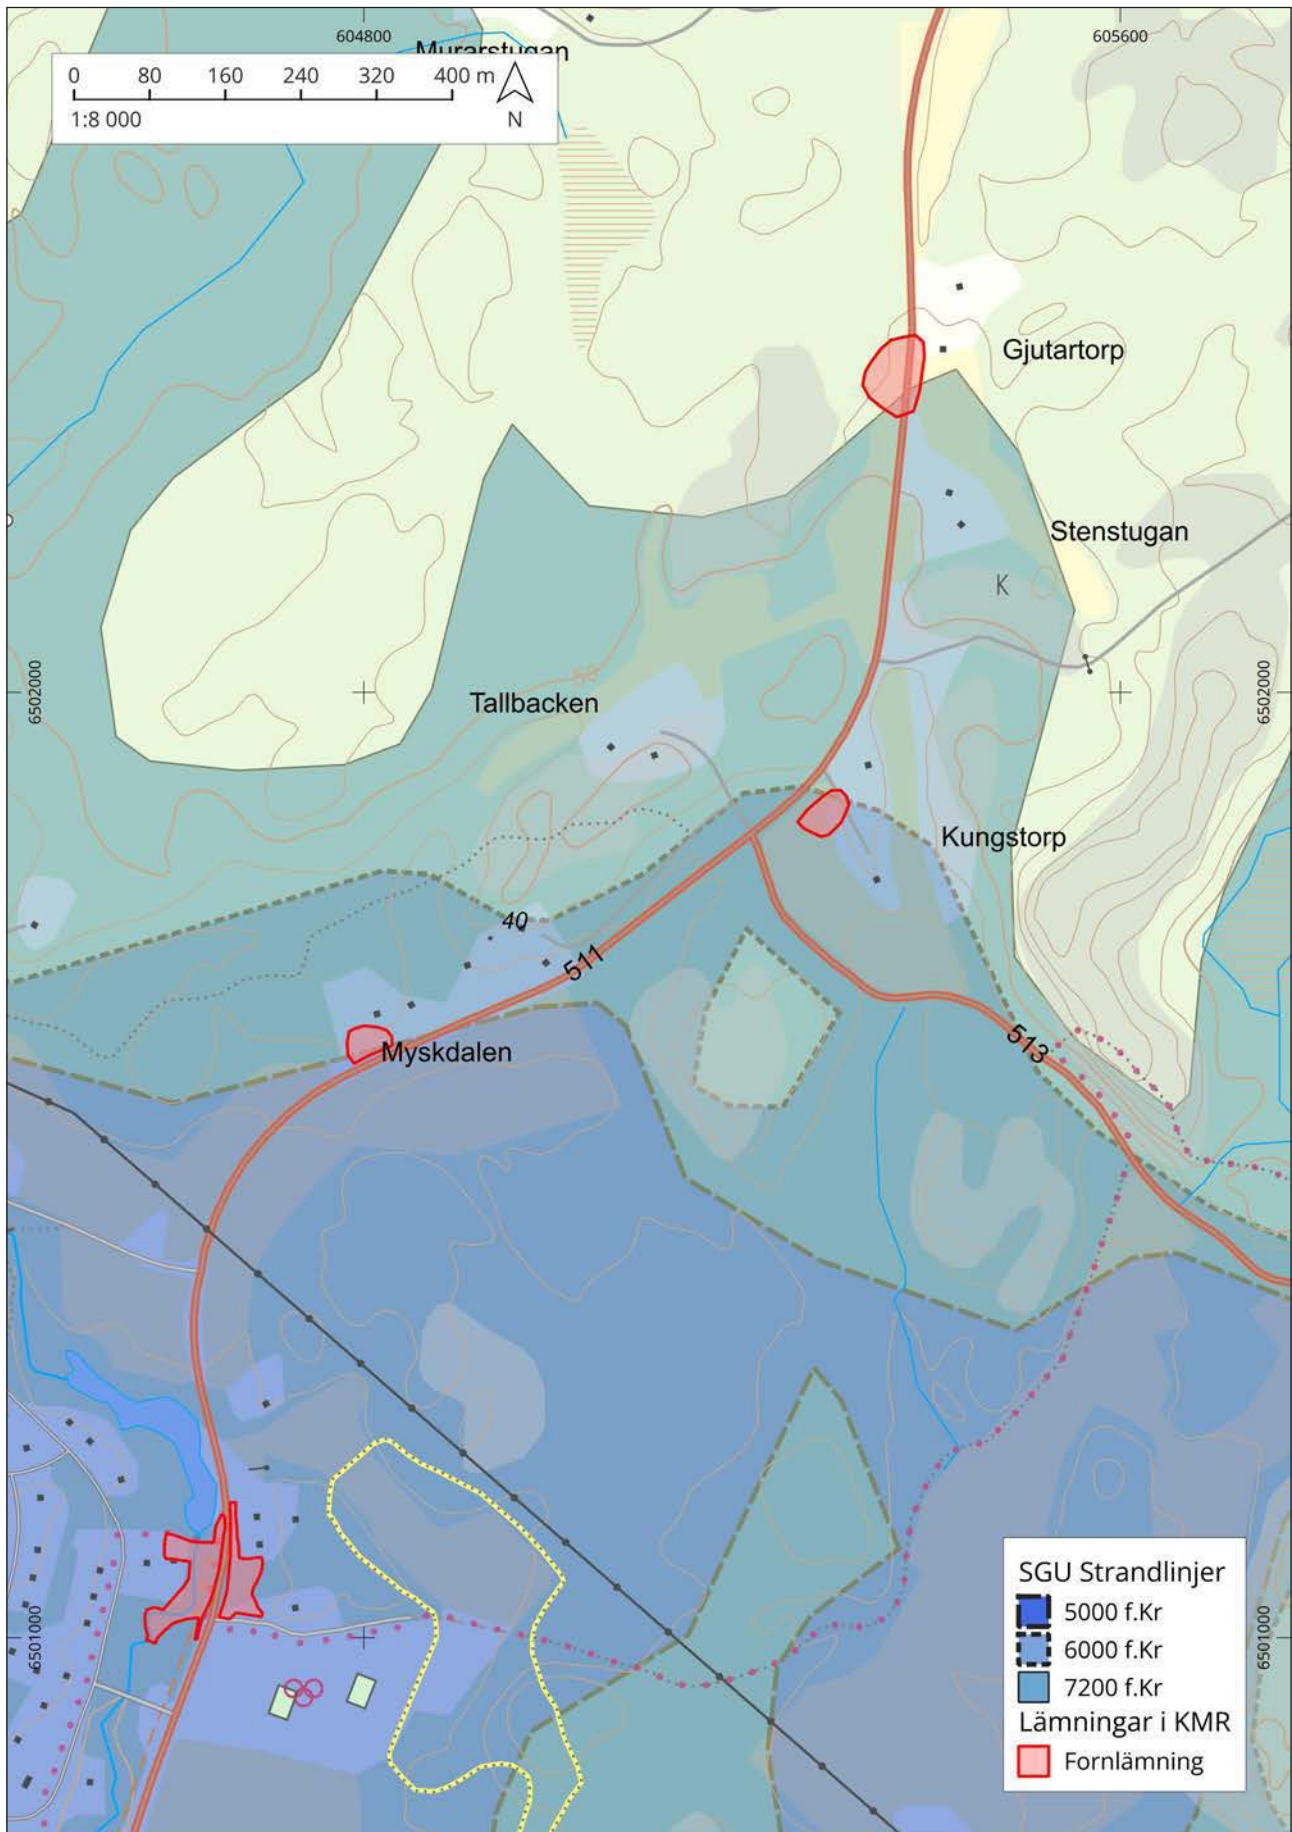 604800
605600
Murarstugan
0 80 160 240 320 400 m
1:8 000
N
Gjutartorp
Stenstugan
K
6502000
6502000
50
Tallbacken
Kungstorp
40
511
513
Myskdalen
6501000
6501000
SGU Strandlinjer
5000 f.Kr
6000 f.Kr
7200 f.Kr
Lämningar i KMR
Fornlämning